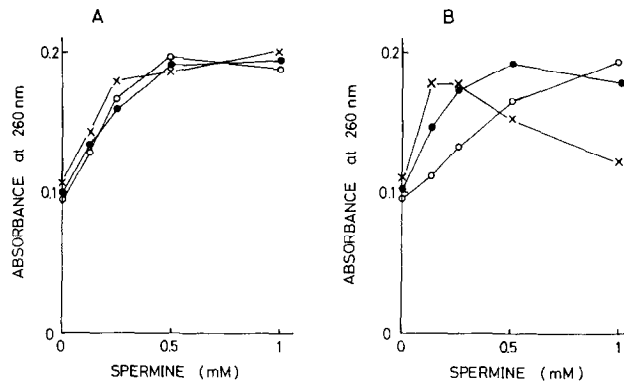 A
0.2
0.1
0
ABSORBANCE at 260 nm
0 0.5 1
SPERMINE (mM)
B
0.2
0.1
0
ABSORBANCE at 260 nm
0 0.5 1
SPERMINE (mM)